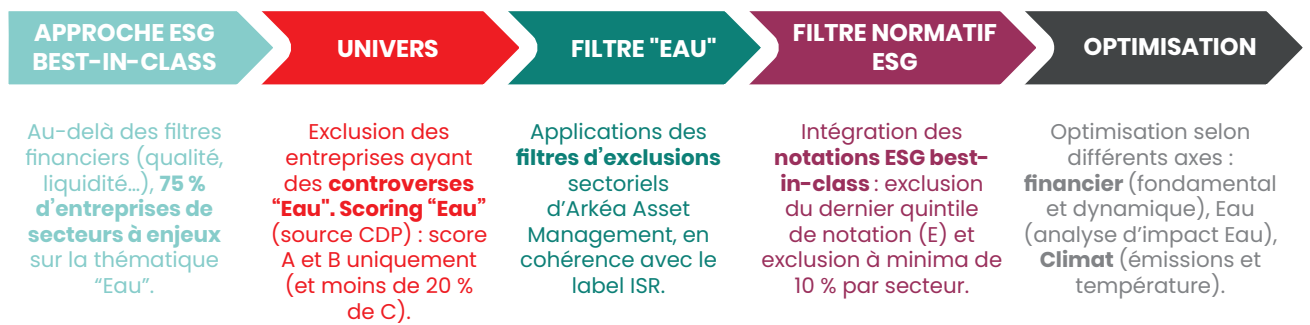 APPROCHE ESG
BEST-IN-CLASS
Au-delà des filtres
financiers (qualité,
liquidité...), 75 %
d'entreprises de
secteurs à enjeux
sur la thématique
“Eau”.
UNIVERS
Exclusion des
entreprises ayant
des controverses
“Eau". Scoring “Eau”
(source CDP) : score
A et B uniquement
(et moins de 20 %
de C).
FILTRE "EAU"
Applications des
filtres d'exclusions
sectoriels
d'Arkéa Asset
Management, en
cohérence avec le
label ISR.
FILTRE NORMATIF
ESG
Intégration des
notations ESG best-
in-class : exclusion
du dernier quintile
de notation (E) et
exclusion à minima de
10 % par secteur.
OPTIMISATION
Optimisation selon
différents axes :
financier (fondamental
et dynamique), Eau
(analyse d'impact Eau),
Climat (émissions et
température).